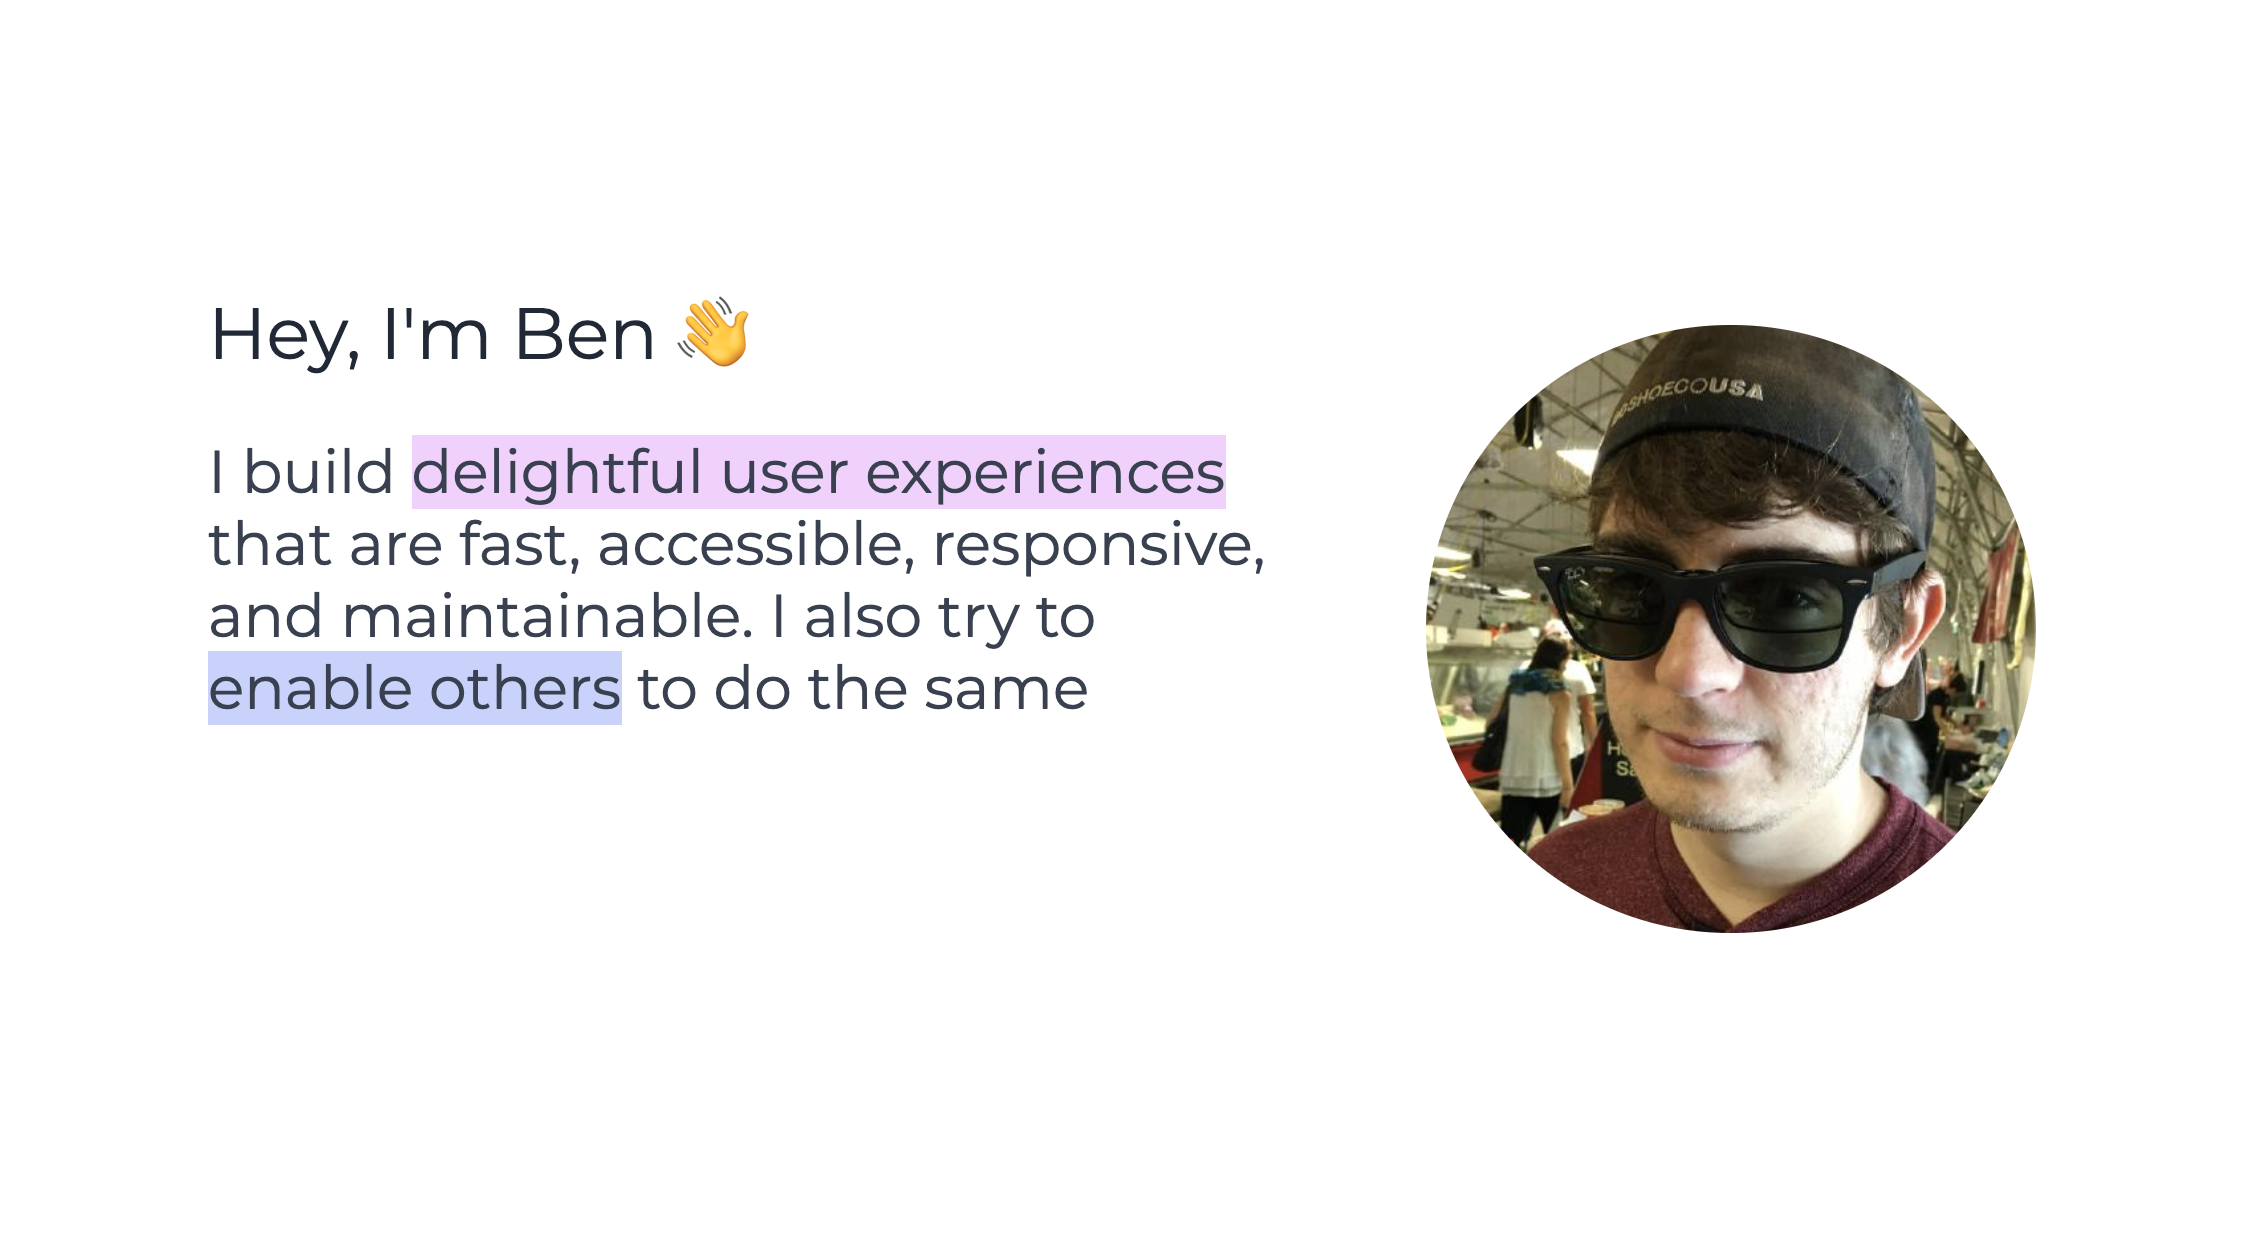 Hey, I'm Ben 👋
I build delightful user experiences
that are fast, accessible, responsive,
and maintainable. I also try to
enable others to do the same
USA